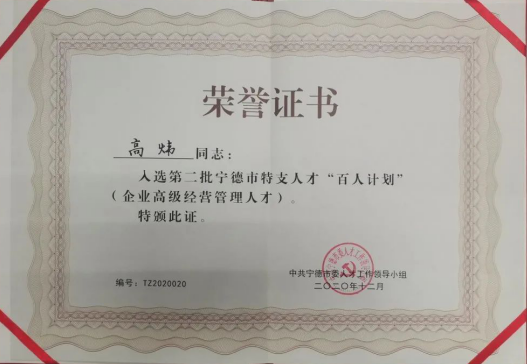 荣誉证书
高炜同志：
入选第二批宁德市特支人才“百人计划”
（企业高级经营管理人才）。
特颁此证。
中共宁德市委人才工作领导小组
编号：TZ2020020
二〇二〇年十二月